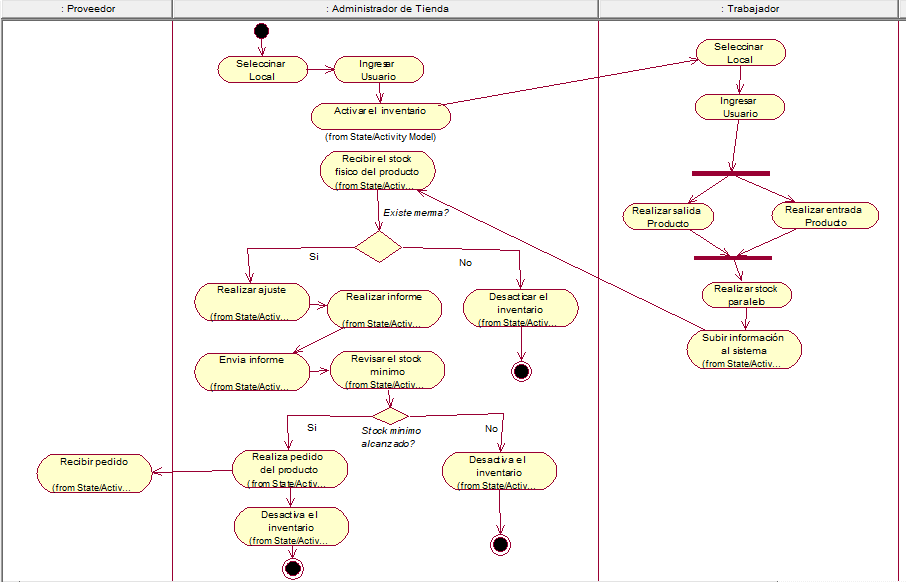 : Proveedor
: Administrador de Tienda
: Trabajador
Seleccinar
Local
Ingresar
Usuario
Activar el inventario
(from State/Activity Model)
Seleccinar
Local
Ingresar
Usuario
Realizar salida
Producto
Realizar entrada
Producto
Realizar stock
paralelo
Subir información
al sistema
(from State/Activ...
Recibir el stock
fisico del producto
(from State/Activ...
Existe merma?
Si
No
Realizar ajuste
(from State/Activ...
Realizar informe
(from State/Activ...
Desacticar el
inventario
(from State/Activ...
Envia informe
(from State/Activ...
Revisar el stock
minimo
(from State/Activ...
Si
Stock minimo
alcanzado?
No
Realiza pedido
del producto
(from State/Activ...
Desactiva el
inventario
(from State/Activ...
Recibir pedido
(from State/Activ...
Desactiva el
inventario
(from State/Activ...